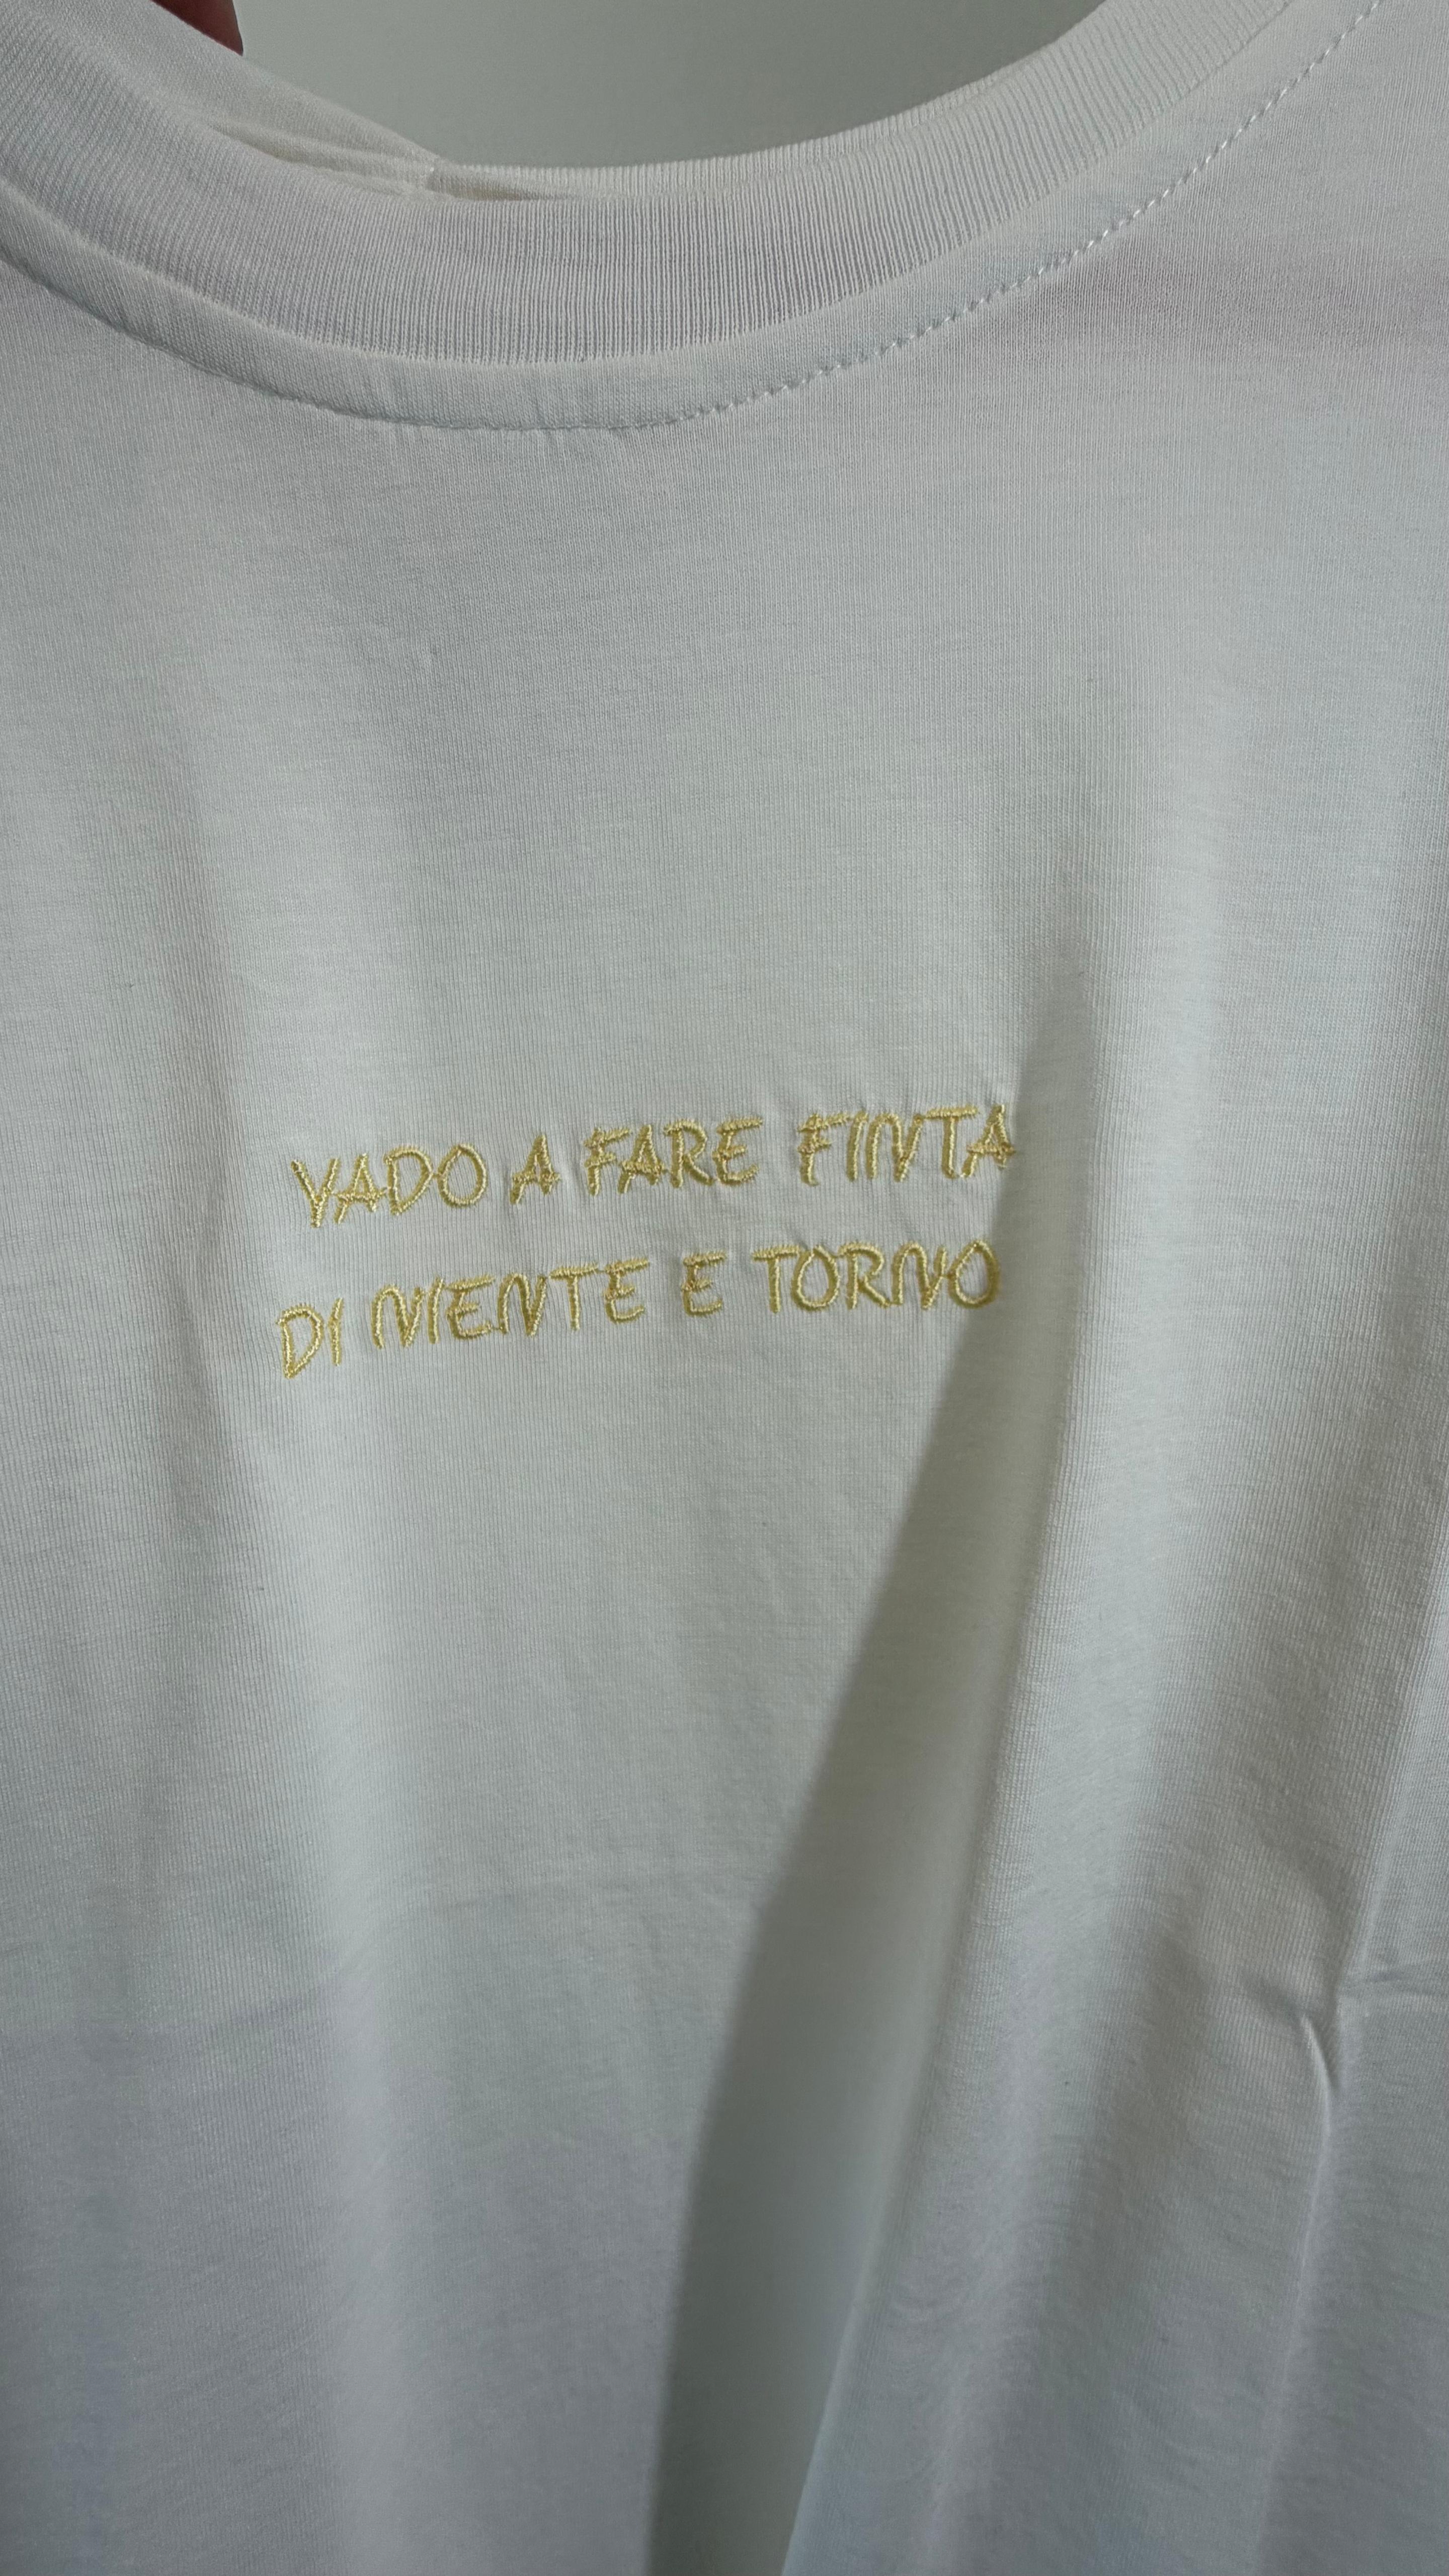 VADO A FARE FINTA
DI NIENTE E TORNO